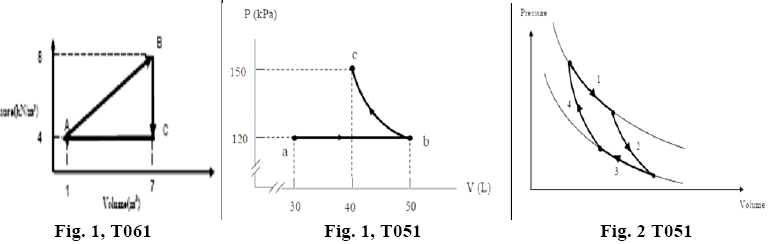 8
B
A
C
4
1
7
Volume(m³)
Fig. 1, T061
P (kPa)
c
150
120
a
b
30
40
50
V (L)
Fig. 1, T051
Pressure
1
4
2
3
Volume
Fig. 2 T051